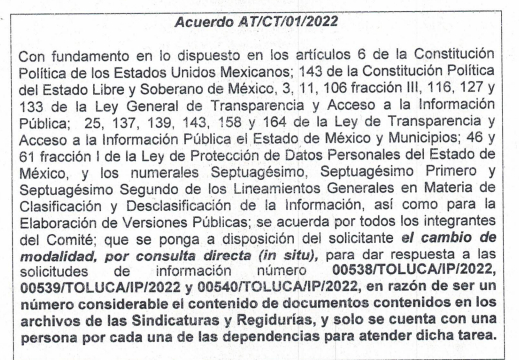 Acuerdo AT/CT/01/2022
Con fundamento en lo dispuesto en los artículos 6 de la Constitución
Política de los Estados Unidos Mexicanos; 143 de la Constitución Política
del Estado Libre y Soberano de México, 3, 11, 106 fracción III, 116, 127 y
133 de la Ley General de Transparencia y Acceso a la Información
Pública; 25, 137, 139, 143, 158 y 164 de la Ley de Transparencia y
Acceso a la Información Pública el Estado de México y Municipios; 46 y
61 fracción I de la Ley de Protección de Datos Personales del Estado de
México, y los numerales Septuagésimo, Septuagésimo Primero y
Septuagésimo Segundo de los Lineamientos Generales en Materia de
Clasificación y Desclasificación de la Información, así como para la
Elaboración de Versiones Públicas; se acuerda por todos los integrantes
del Comité; que se ponga a disposición del solicitante el cambio de
modalidad, por consulta directa (in situ), para dar respuesta a las
solicitudes de información número 00538/TOLUCA/IP/2022,
00539/TOLUCA/IP/2022 y 00540/TOLUCA/IP/2022, en razón de ser un
número considerable el contenido de documentos contenidos en los
archivos de las Sindicaturas y Regidurías, y solo se cuenta con una
persona por cada una de las dependencias para atender dicha tarea.